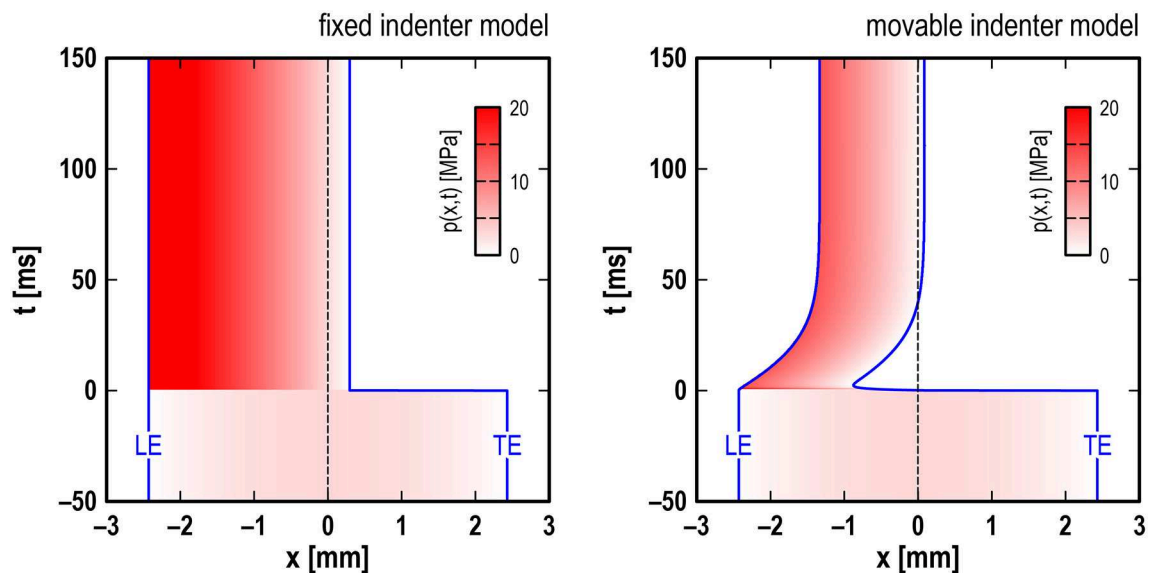 fixed indenter model
150
100
50
0
–50
t [ms]
–3 –2 –1 0 1 2 3
x [mm]
LE
TE
20
10
0
p(x,t) [MPa]
movable indenter model
150
100
50
0
–50
t [ms]
–3 –2 –1 0 1 2 3
x [mm]
LE
TE
20
10
0
p(x,t) [MPa]